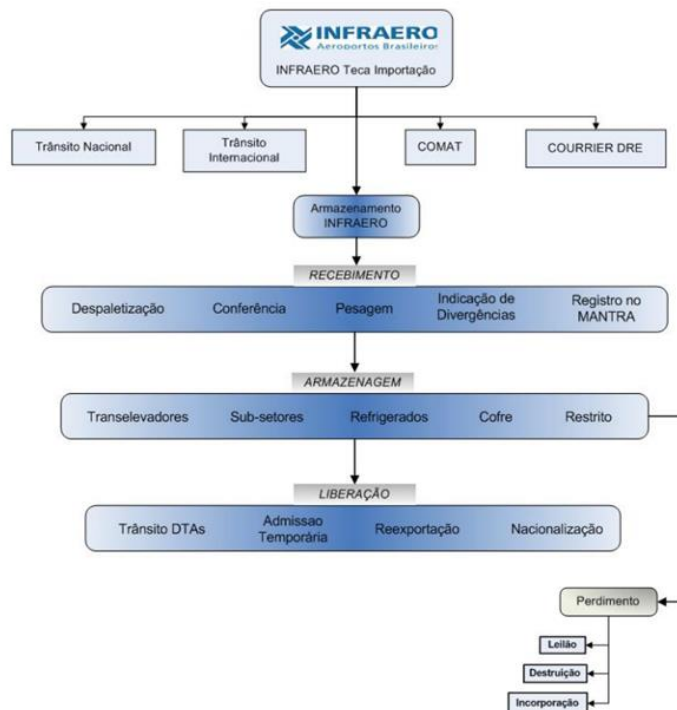 INFRAERO
Aeroportos Brasileiros
INFRAERO Teca Importação
Trânsito Nacional
Trânsito
Internacional
COMAT
COURRIER DRE
Armazenamento
INFRAERO
RECEBIMENTO
Despaletização
Conferência
Pesagem
Indicação de
Divergências
Registro no
MANTRA
ARMAZENAGEM
Transelevadores
Sub-setores
Refrigerados
Cofre
Restrito
LIBERAÇÃO
Trânsito DTAs
Admissao
Temporária
Reexportação
Nacionalização
Perdimento
Leilão
Destruição
Incorporação